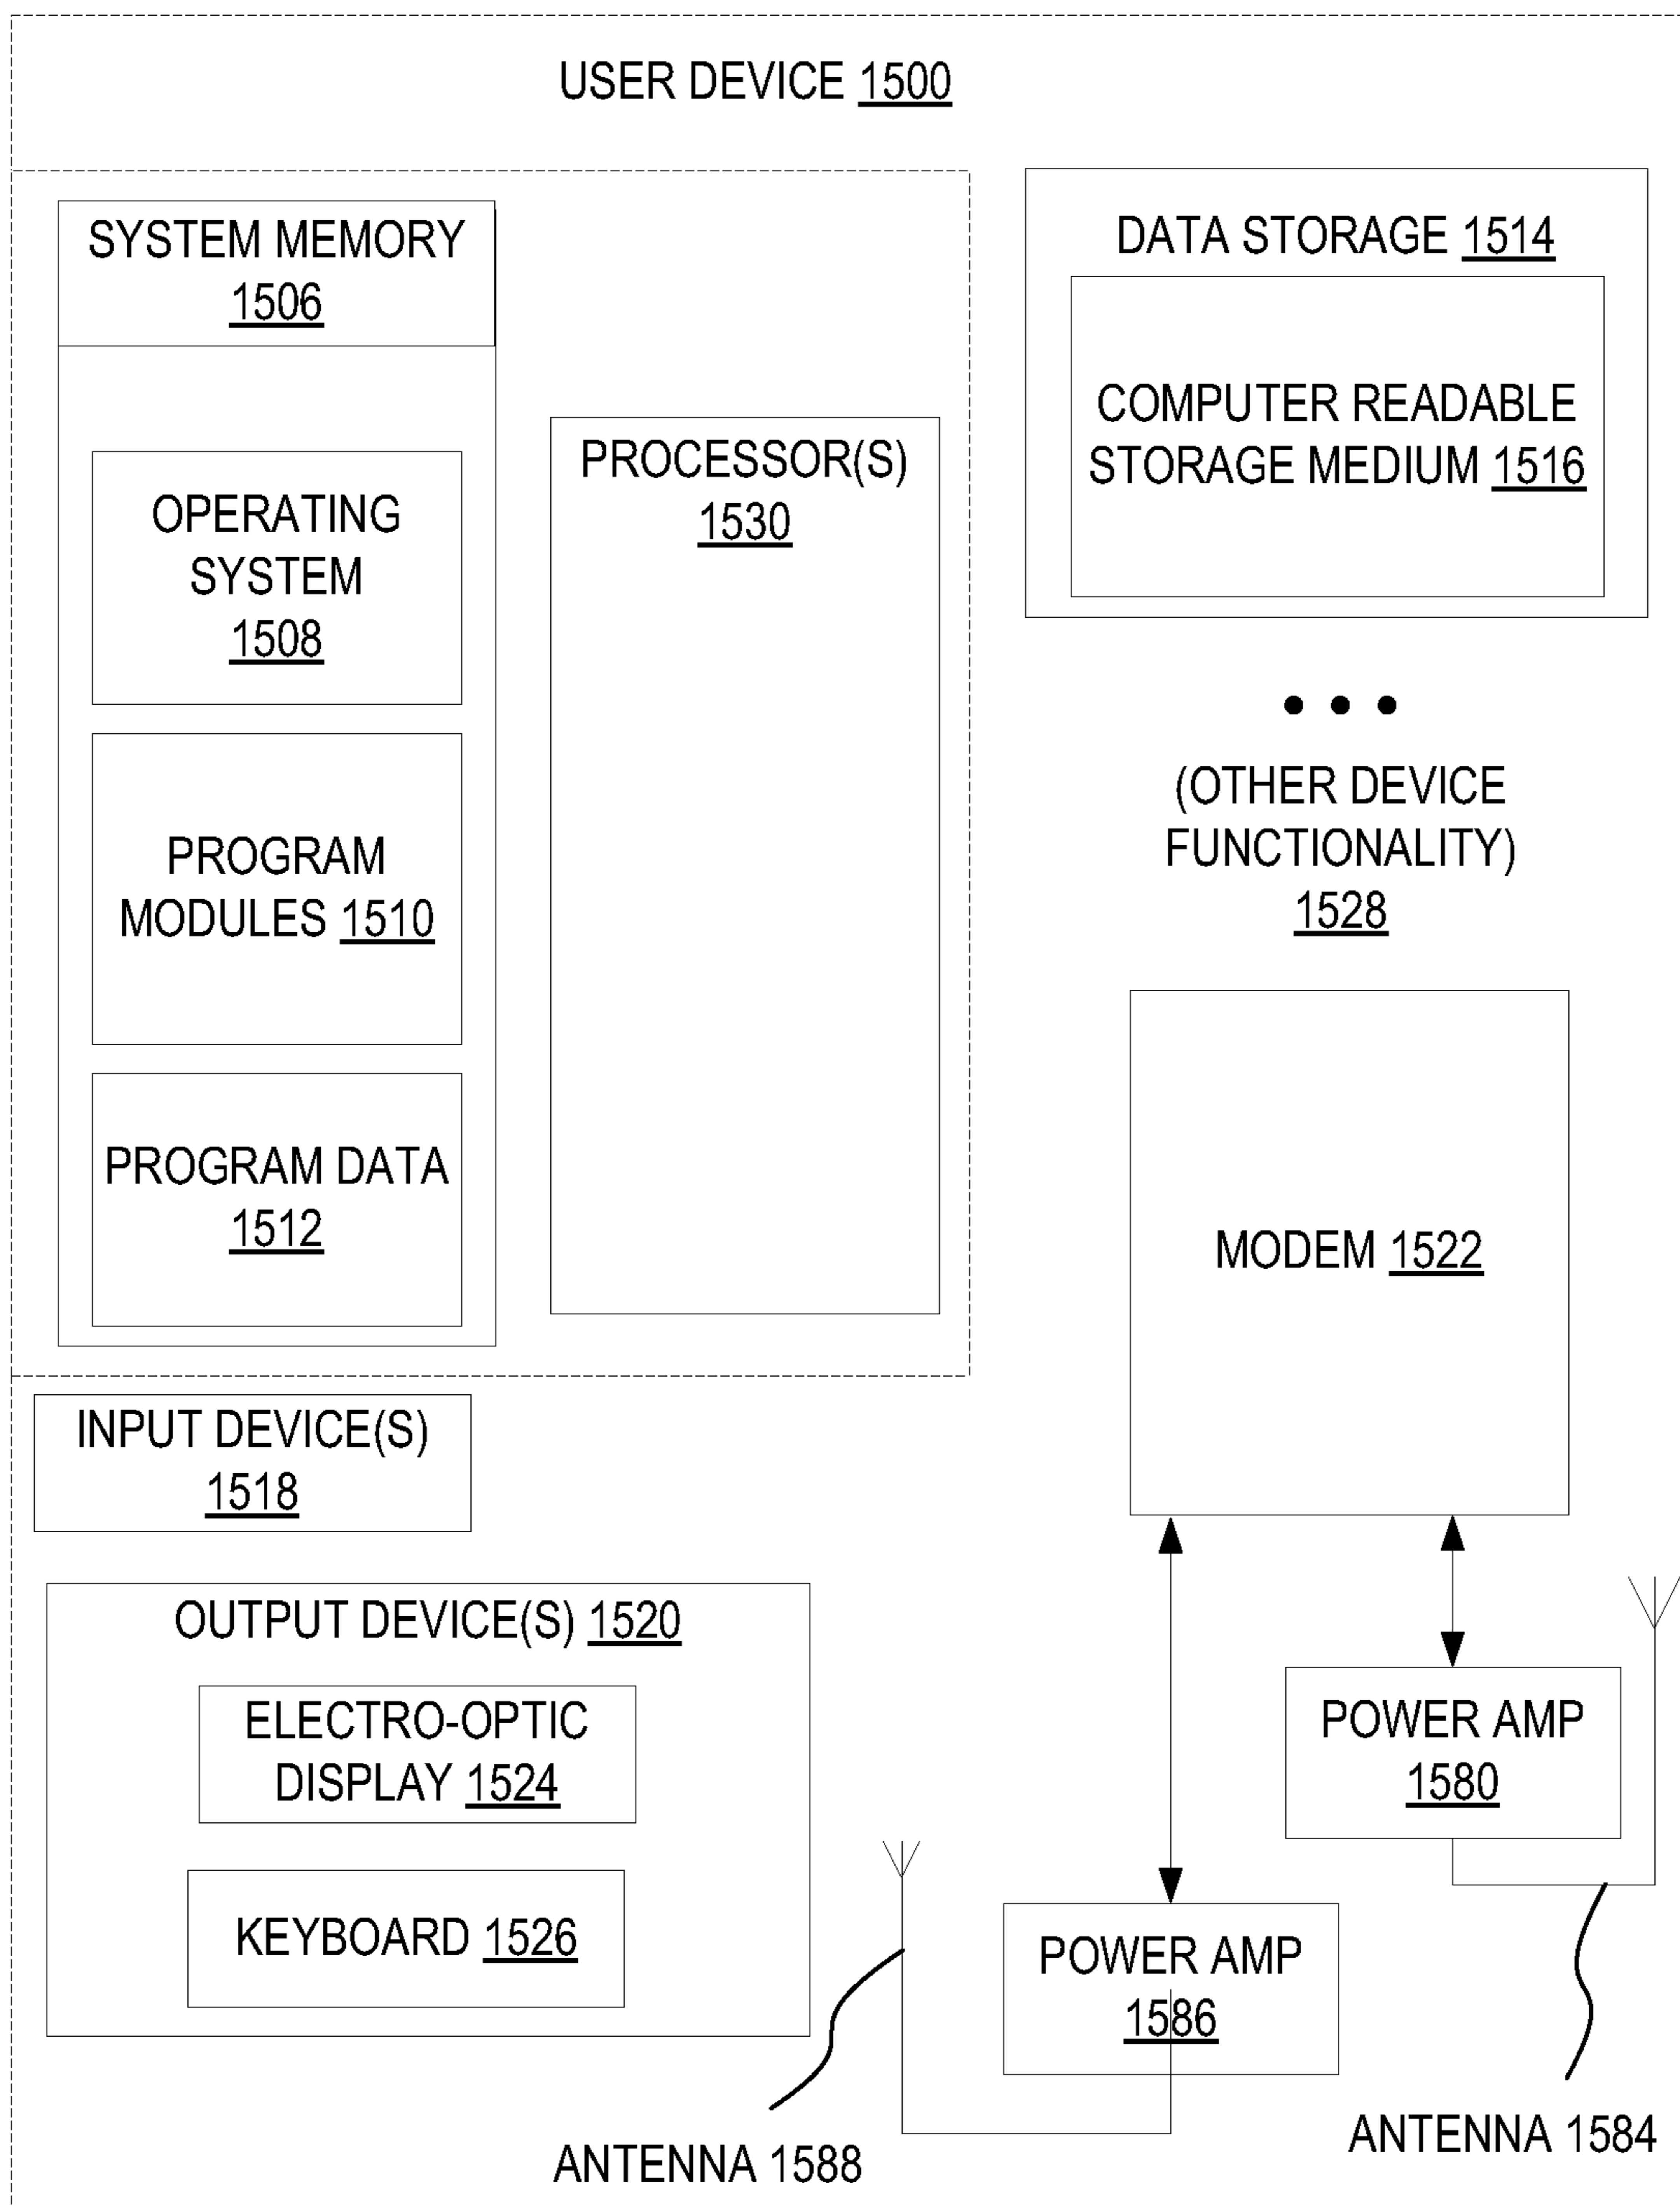 USER DEVICE 1500
SYSTEM MEMORY
1506
OPERATING
SYSTEM
1508
PROGRAM
MODULES 1510
PROGRAM DATA
1512
PROCESSOR(S)
1530
DATA STORAGE 1514
COMPUTER READABLE
STORAGE MEDIUM 1516
(OTHER DEVICE
FUNCTIONALITY)
1528
MODEM 1522
INPUT DEVICE(S)
1518
OUTPUT DEVICE(S) 1520
ELECTRO-OPTIC
DISPLAY 1524
KEYBOARD 1526
POWER AMP
1580
POWER AMP
1586
ANTENNA 1588
ANTENNA 1584